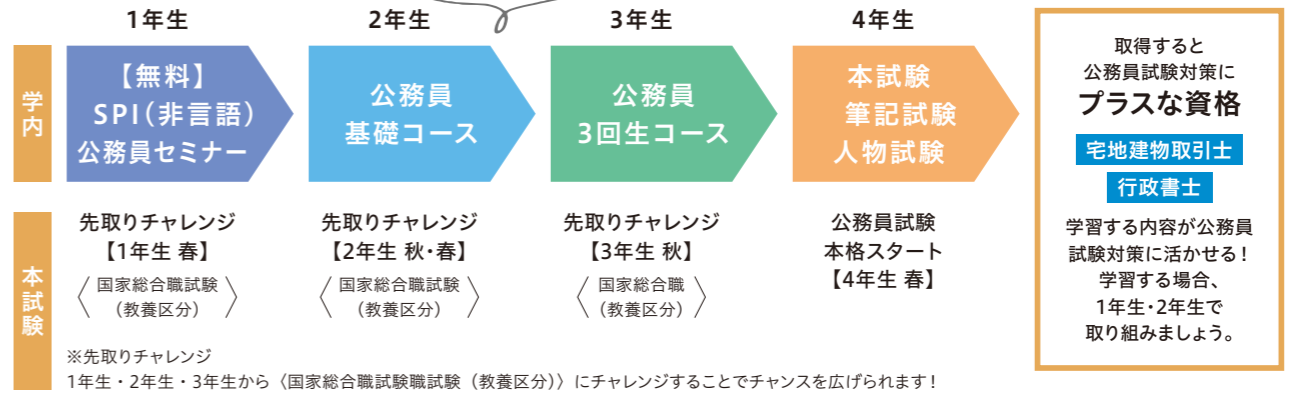 1年生
2年生
3年生
4年生
学内
【無料】
SPI(非言語)
公務員セミナー
公務員
基礎コース
公務員
3回生コース
本試験
筆記試験
人物試験
本試験
先取りチャレンジ
【1年生 春】
〈国家総合職試験
(教養区分)〉
先取りチャレンジ
【2年生 秋・春】
〈国家総合職試験
(教養区分)〉
先取りチャレンジ
【3年生 秋】
〈国家総合職
(教養区分)〉
公務員試験
本格スタート
【4年生 春】
※先取りチャレンジ
1年生・2年生・3年生から〈国家総合職試験職試験(教養区分)〉にチャレンジすることでチャンスを広げられます!
取得すると
公務員試験対策に
プラスな資格
宅地建物取引士
行政書士
学習する内容が公務員
試験対策に活かせる!
学習する場合、
1年生・2年生で
取り組みましょう。